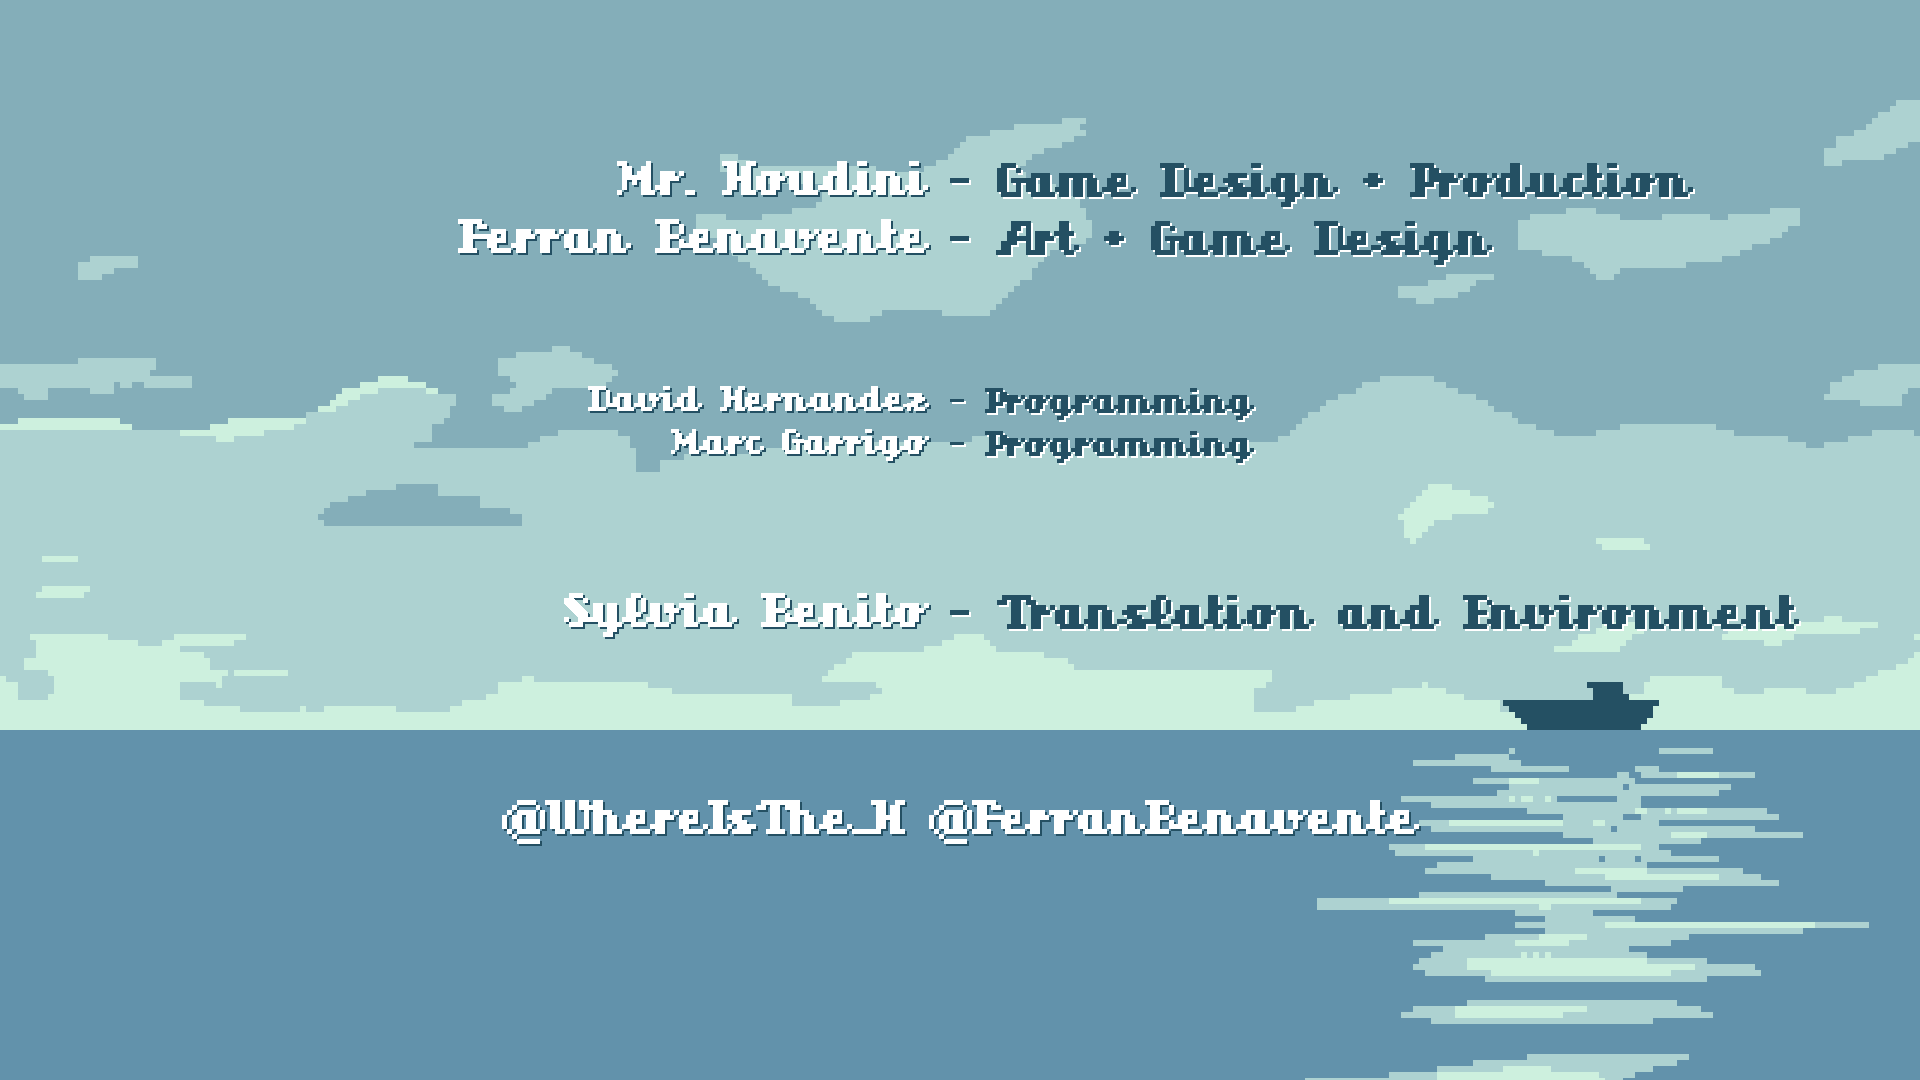 Mr. Houdini - Game Design + Production
Ferran Benavente - Art + Game Design
David Hernandez - Programming
Marc Garrigo - Programming
Sylvia Benito - Translation and Environment
@WhereIsThe_H @FerranBenavente